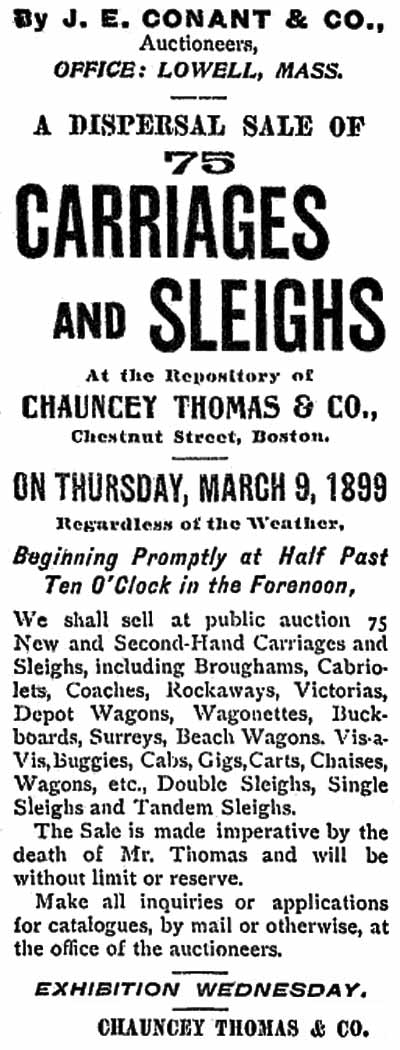 By J. E. CONANT & CO.,
Auctioneers,
OFFICE: LOWELL, MASS.
A DISPERSAL SALE OF
75
CARRIAGES
AND SLEIGHS
At the Repository of
CHAUNCEY THOMAS & CO.,
Chestnut Street, Boston.
ON THURSDAY, MARCH 9, 1899
Regardless of the Weather,
Beginning Promptly at Half Past
Ten O'Clock in the Forenoon,
We shall sell at public auction 75
New and Second-Hand Carriages and
Sleighs, including Broughams, Cabrio-
lets, Coaches, Rockaways, Victorias,
Depot Wagons, Wagonettes, Buck-
boards, Surreys, Beach Wagons. Vis-a-
Vis, Buggies, Cabs, Gigs, Carts, Chaises,
Wagons, etc., Double Sleighs, Single
Sleighs and Tandem Sleighs.
The Sale is made imperative by the
death of Mr. Thomas and will be
without limit or reserve.
Make all inquiries or applications
for catalogues, by mail or otherwise, at
the office of the auctioneers.
EXHIBITION WEDNESDAY.
CHAUNCEY THOMAS & CO.